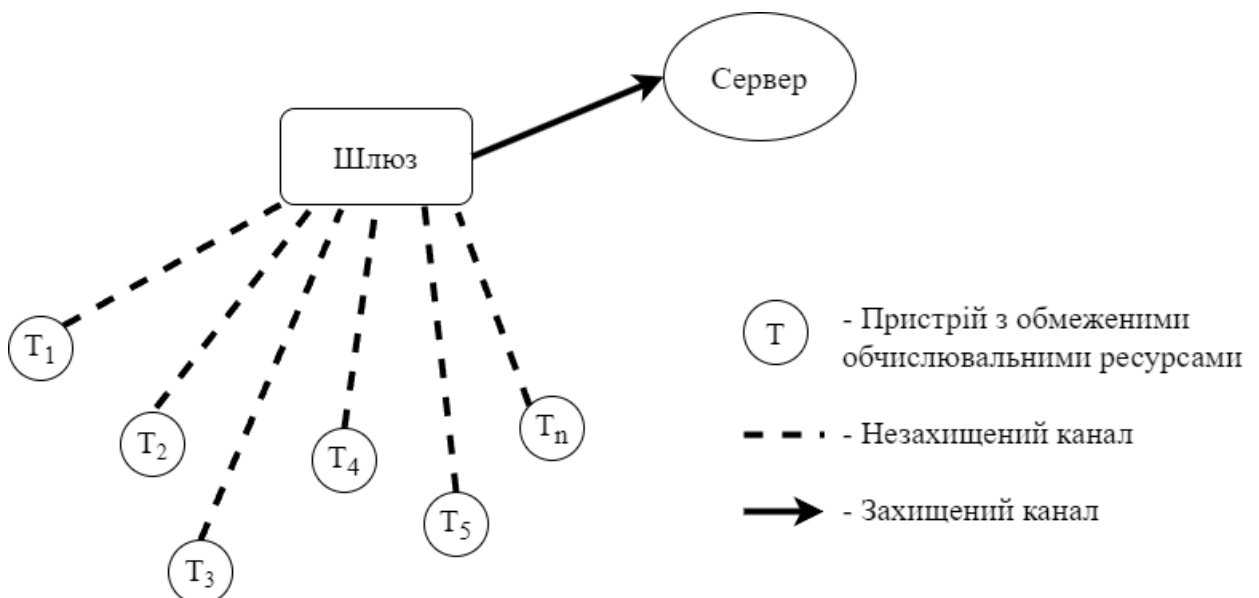 Сервер
Шлюз
T1
T2
T3
T4
T5
Tn
T
- Пристрій з обмеженими
обчислювальними ресурсами
- Незахищений канал
- Захищений канал